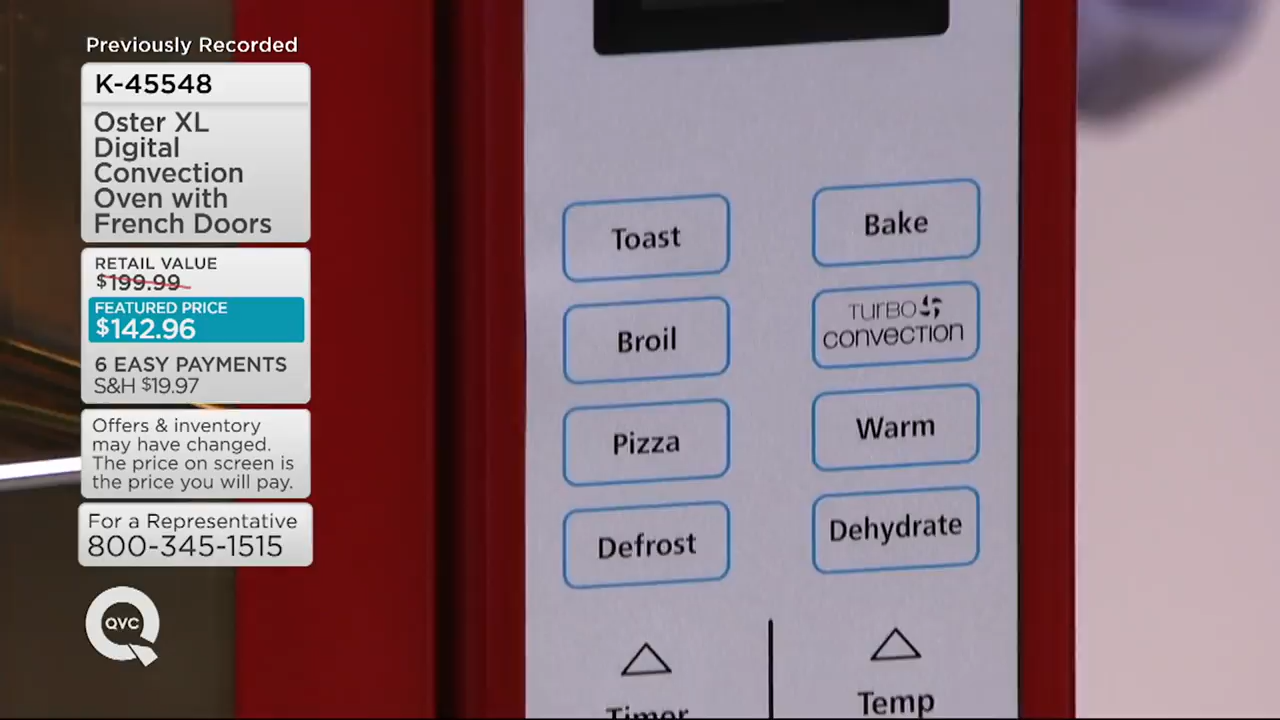 Previously Recorded
K-45548
Oster XL
Digital
Convection
Oven with
French Doors
RETAIL VALUE
$199.99
FEATURED PRICE
$142.96
6 EASY PAYMENTS
S&H $19.97
Offers & inventory
may have changed.
The price on screen is
the price you will pay.
For a Representative
800-345-1515
QVC
Toast
Bake
Broil
TURBO
convection
Pizza
Warm
Defrost
Dehydrate
Timer
Temp